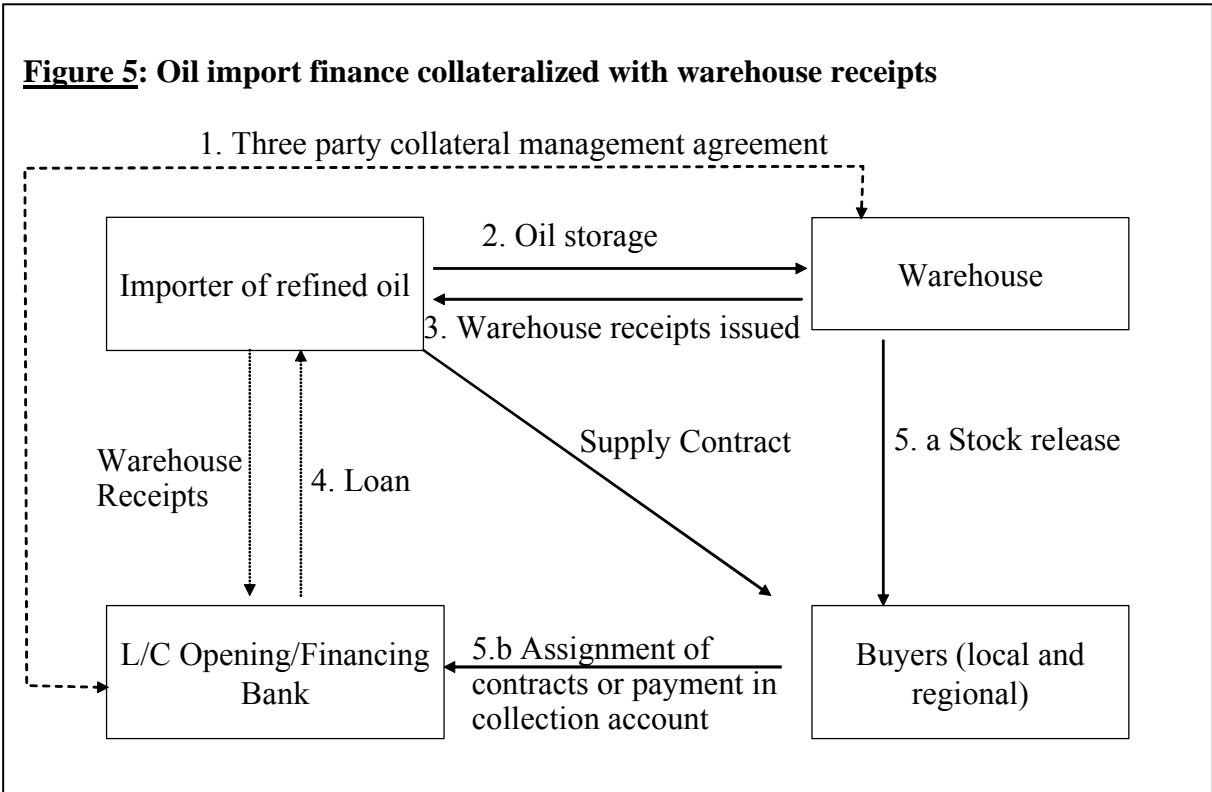 Figure 5: Oil import finance collateralized with warehouse receipts
1. Three party collateral management agreement
2. Oil storage
Importer of refined oil
Warehouse
3. Warehouse receipts issued
Supply Contract
5. a Stock release
Warehouse
Receipts
4. Loan
L/C Opening/Financing
Bank
5.b Assignment of
contracts or payment in
collection account
Buyers (local and
regional)